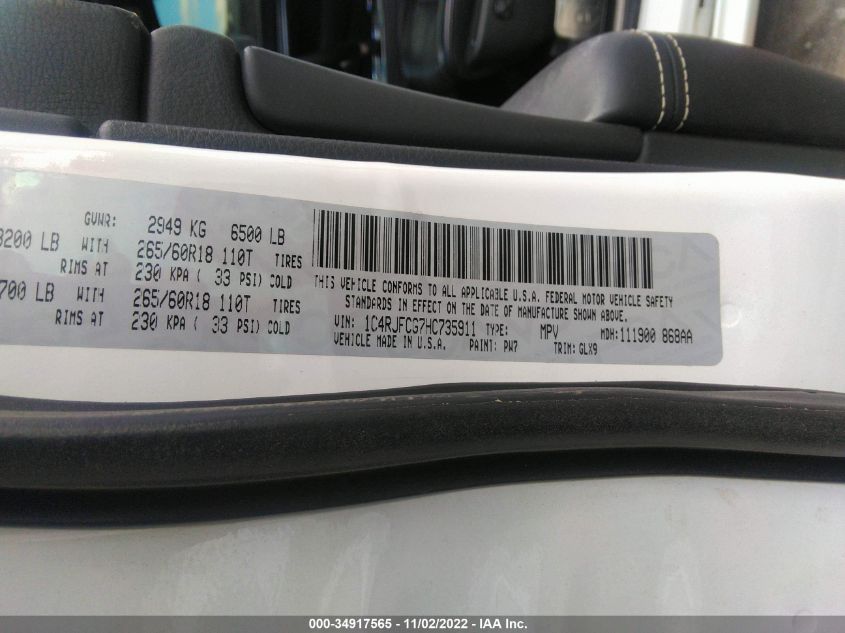 GVWR: 2949 KG 6500 LB
200 LB WITH 265/60R18 110T TIRES
RIMS AT 230 KPA ( 33 PSI) COLD
700 LB WITH 265/60R18 110T TIRES
RIMS AT 230 KPA ( 33 PSI) COLD
THIS VEHICLE CONFORMS TO ALL APPLICABLE U.S.A. FEDERAL MOTOR VEHICLE SAFETY
STANDARDS IN EFFECT ON THE DATE OF MANUFACTURE SHOWN ABOVE.
VIN: 1C4RJFCG7HC735911 TYPE: MPV MDH:111900 868AA
VEHICLE MADE IN U.S.A. PAINT: PW7 TRIM: GLX9
000-34917565 - 11/02/2022 - IAA Inc.